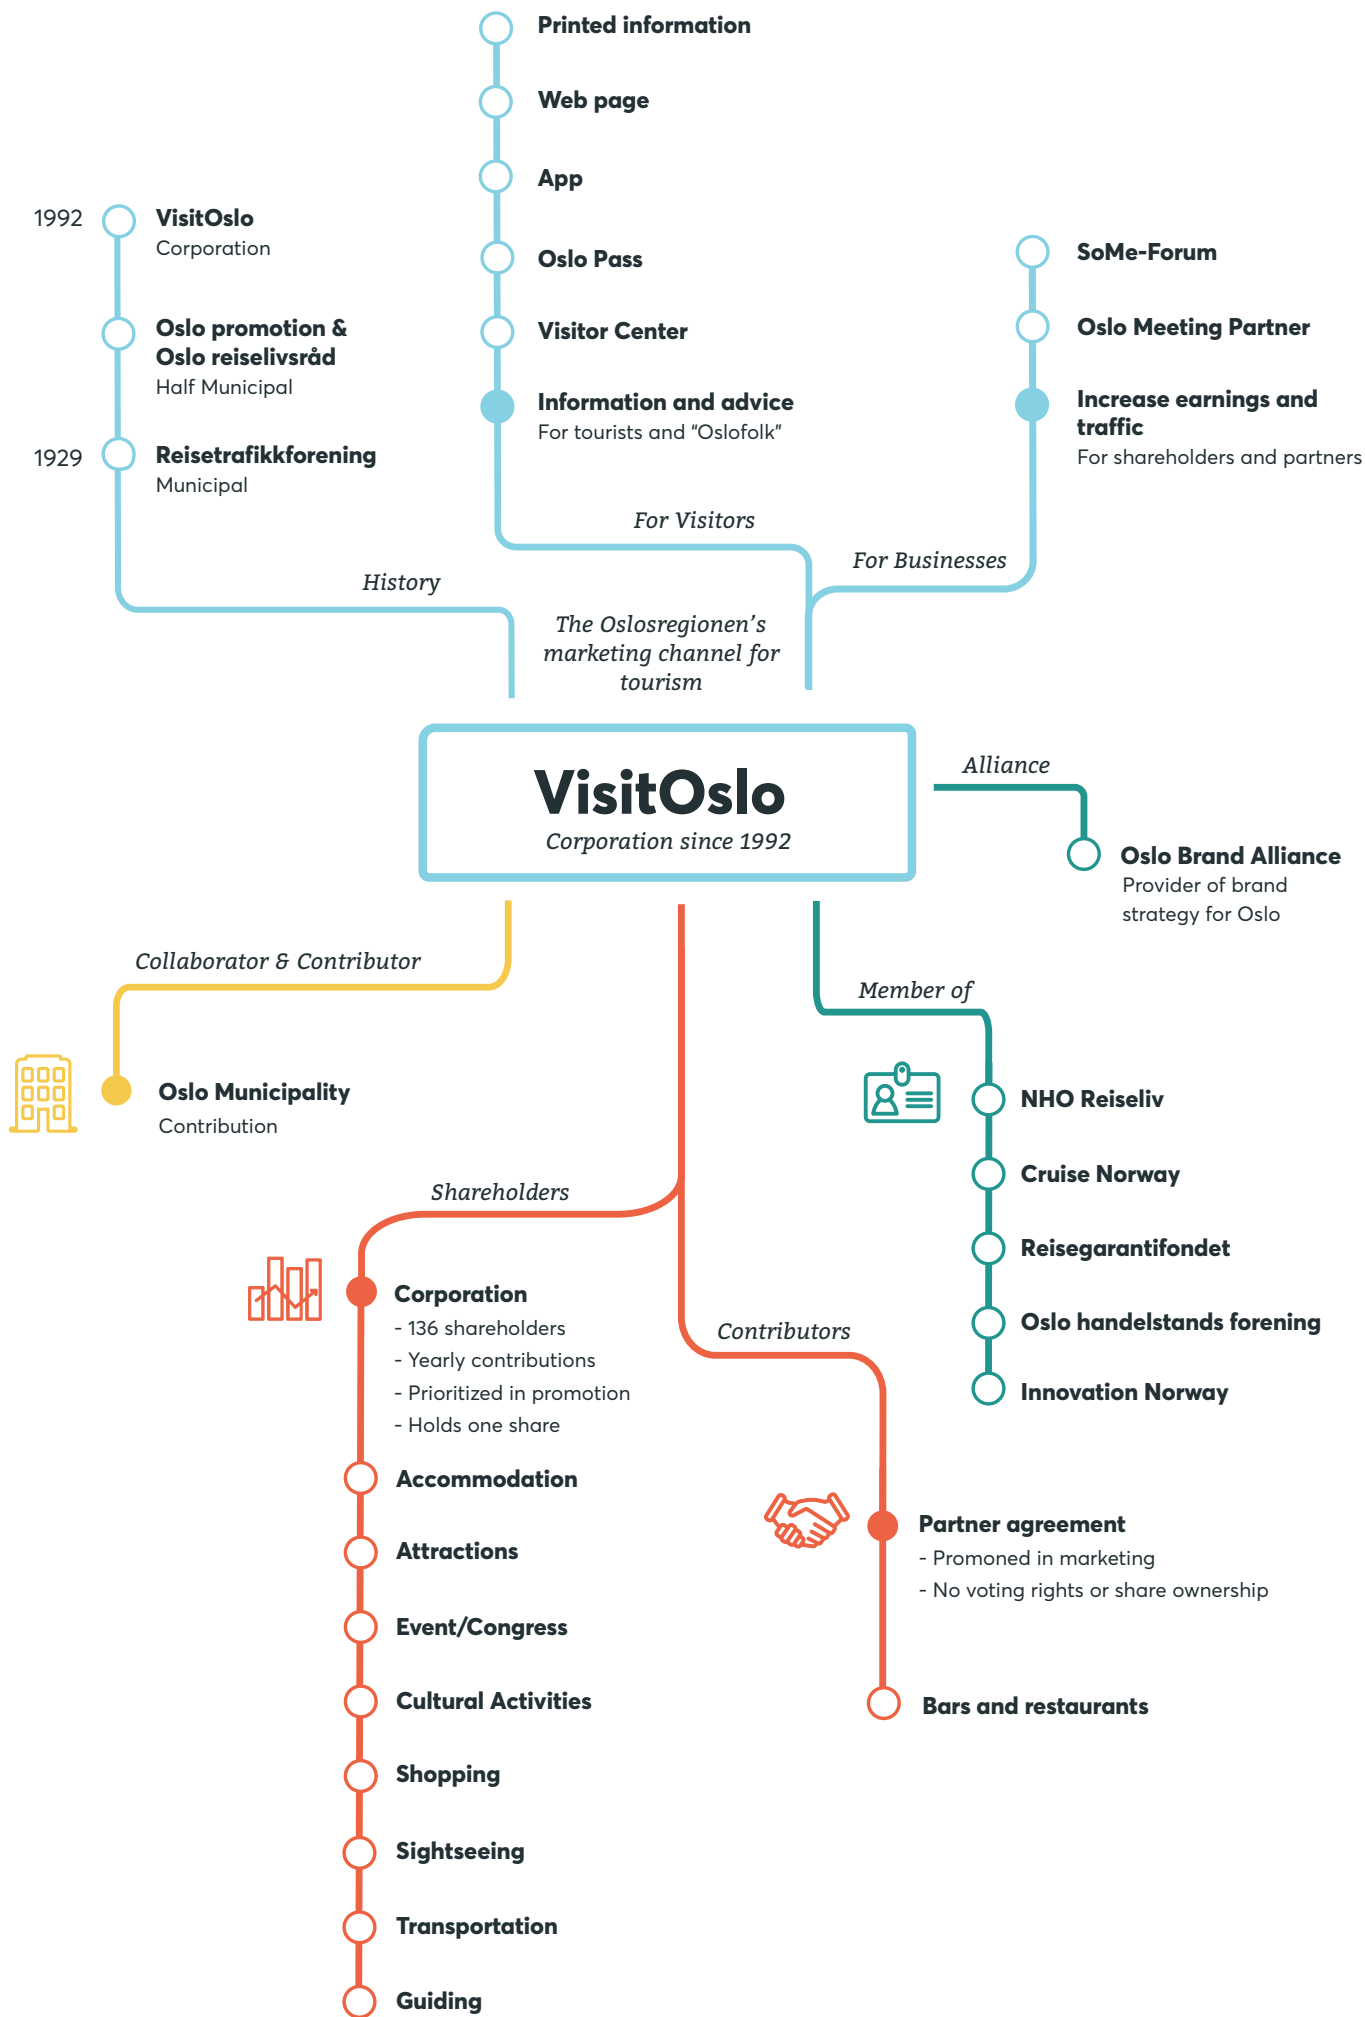 Printed information
Web page
App
Oslo Pass
Visitor Center
Information and advice
For tourists and “Oslofolk”
1992
VisitOslo
Corporation
Oslo promotion &
Oslo reiselivsråd
Half Municipal
1929
Reisetrafikkforening
Municipal
SoMe-Forum
Oslo Meeting Partner
Increase earnings and
traffic
For shareholders and partners
For Visitors
For Businesses
History
The Oslosregionen’s
marketing channel for
tourism
VisitOslo
Corporation since 1992
Alliance
Oslo Brand Alliance
Provider of brand
strategy for Oslo
Collaborator & Contributor
Oslo Municipality
Contribution
Member of
NHO Reiseliv
Cruise Norway
Reisegarantifondet
Oslo handelstands forening
Innovation Norway
Shareholders
Corporation
- 136 shareholders
- Yearly contributions
- Prioritized in promotion
- Holds one share
Accommodation
Attractions
Event/Congress
Cultural Activities
Shopping
Sightseeing
Transportation
Guiding
Contributors
Partner agreement
- Promoned in marketing
- No voting rights or share ownership
Bars and restaurants